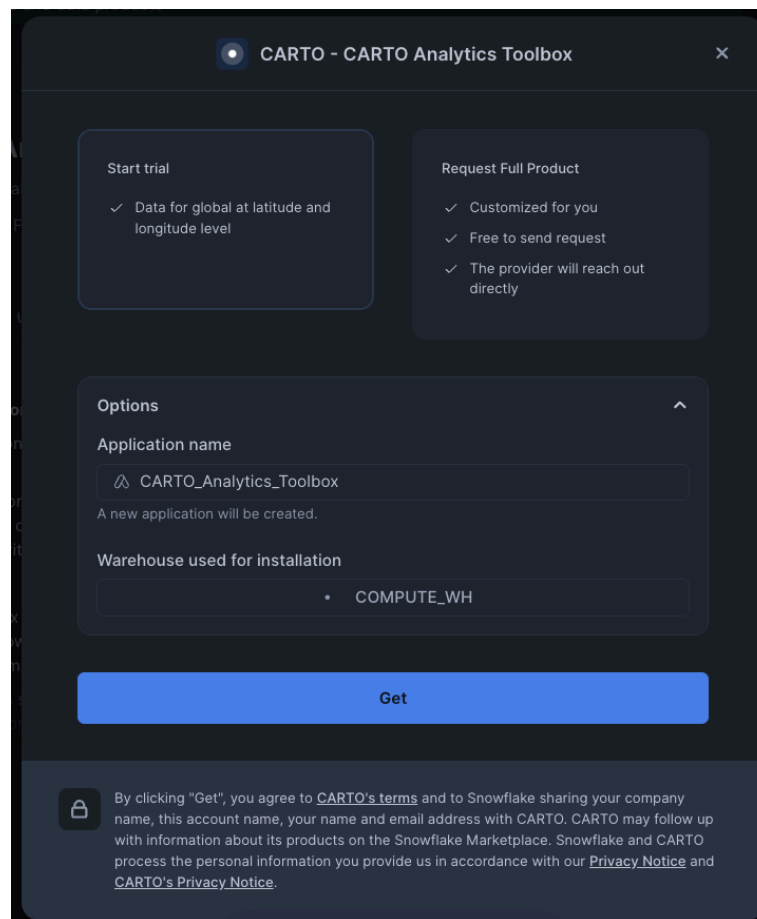 CARTO - CARTO Analytics Toolbox
Start trial
Data for global at latitude and
longitude level
Request Full Product
Customized for you
Free to send request
The provider will reach out
directly
Options
Application name
CARTO_Analytics_Toolbox
A new application will be created.
Warehouse used for installation
COMPUTE_WH
Get
By clicking "Get", you agree to CARTO's terms and to Snowflake sharing your company
name, this account name, your name and email address with CARTO. CARTO may follow up
with information about its products on the Snowflake Marketplace. Snowflake and CARTO
process the personal information you provide us in accordance with our Privacy Notice and
CARTO's Privacy Notice.